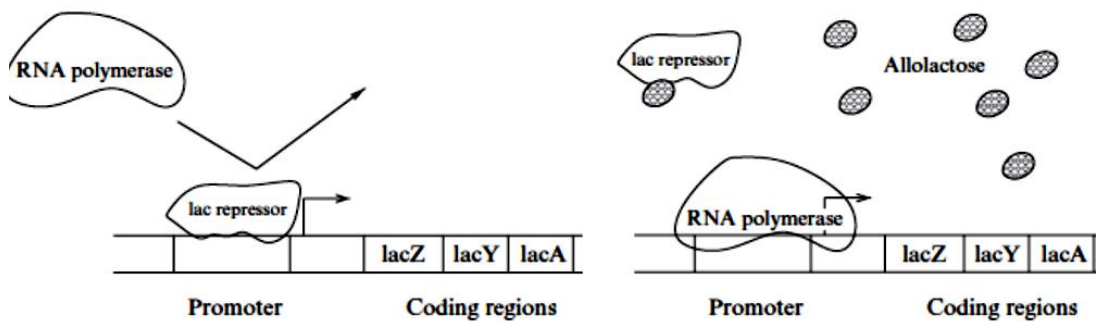 RNA polymerase
lac repressor
lacZ lacY lacA
Promoter Coding regions
lac repressor
Allolactose
RNA polymerase
lacZ lacY lacA
Promoter Coding regions